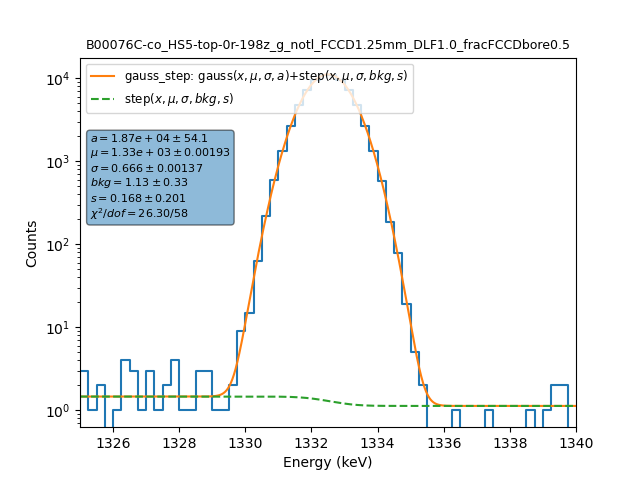 B00076C-co_HS5-top-0r-198z_g_notl_FCCD1.25mm_DLF1.0_fracFCCDbore0.5
gauss_step: gauss(x, μ, σ, a)+step(x, μ, σ, bkg, s)
step(x, μ, σ, bkg, s)
a = 1.87e + 04 ± 54.1
μ = 1.33e + 03 ± 0.00193
σ = 0.666 ± 0.00137
bkg = 1.13 ± 0.33
s = 0.168 ± 0.201
χ²/dof = 26.30/58
10⁴
10³
10²
10¹
10⁰
Counts
1326 1328 1330 1332 1334 1336 1338 1340
Energy (keV)